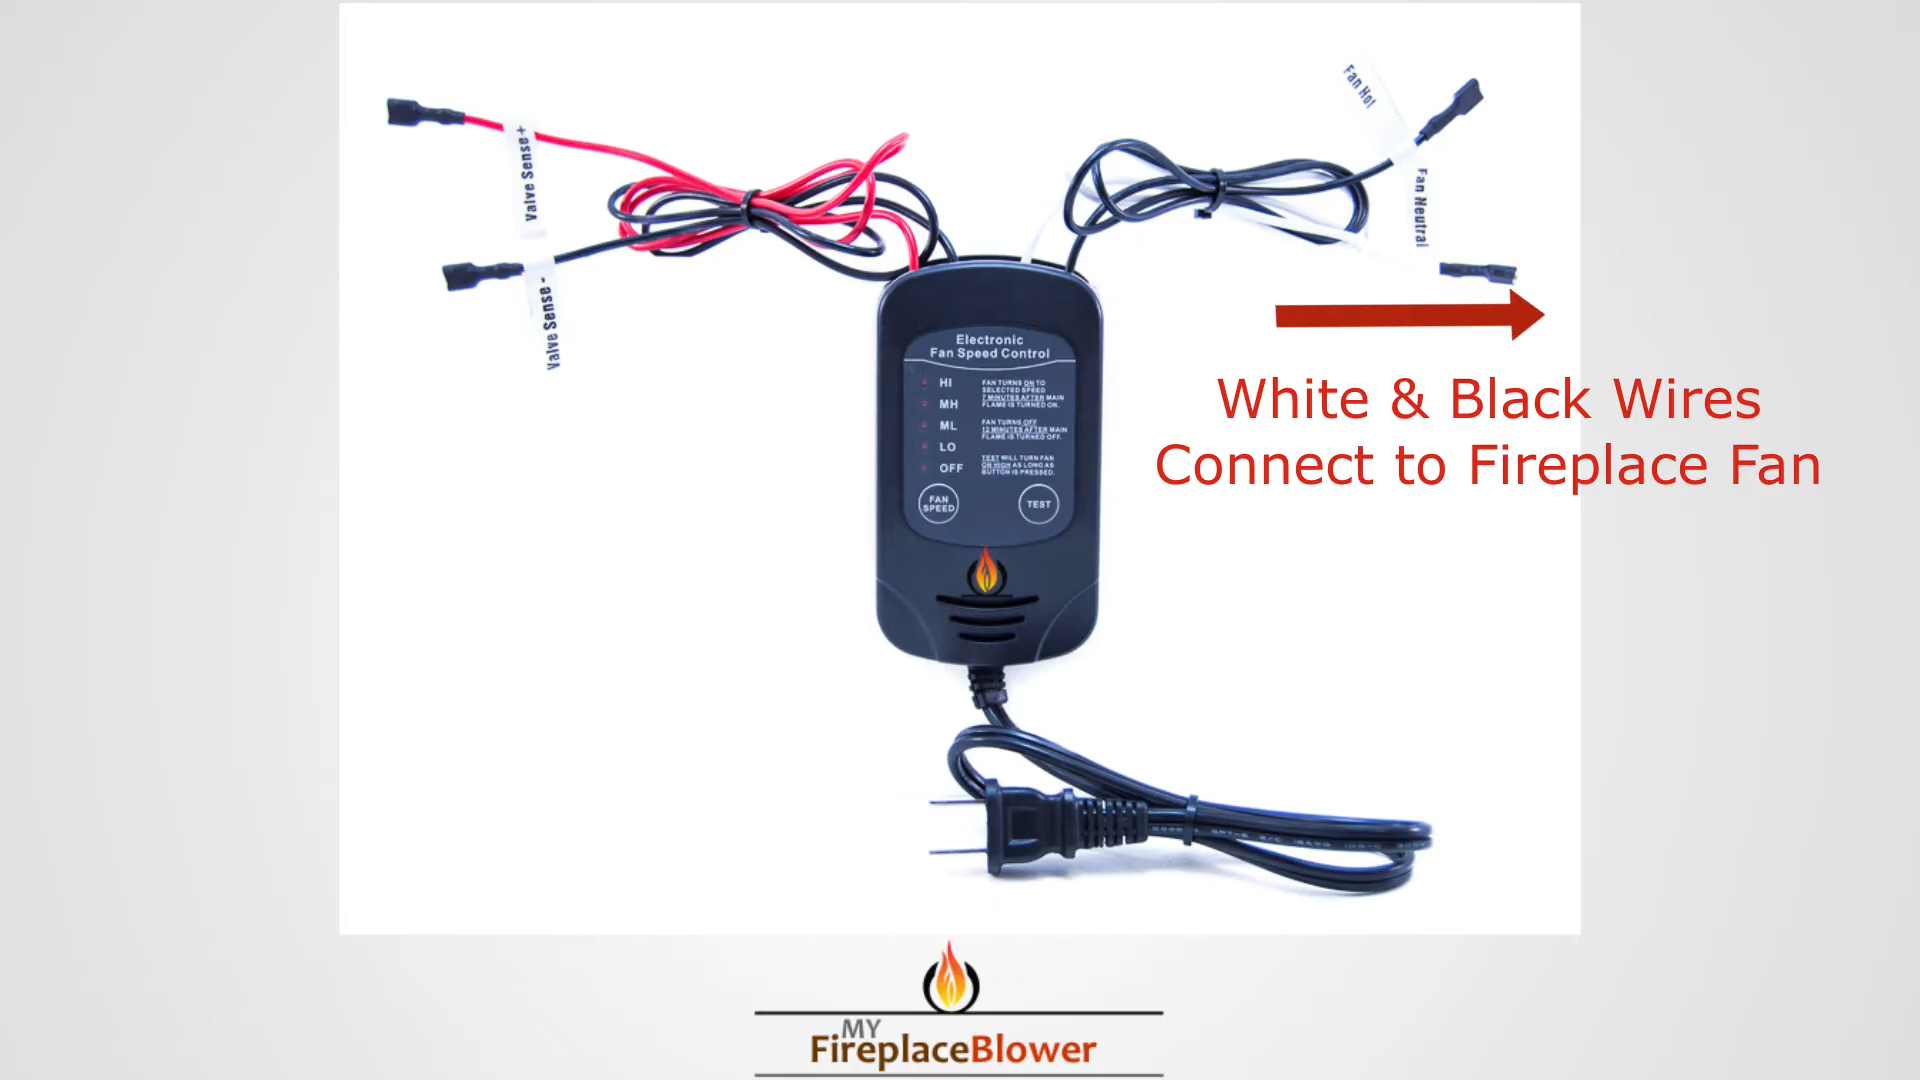 Fan Hot
Valve Sense+
Fan Neutral
Valve Sense -
White & Black Wires
Connect to Fireplace Fan
Electronic
Fan Speed Control
HI
MH
ML
LO
OFF
FAN TURNS ON TO
SELECTED SPEED
7 MINUTES AFTER MAIN
FLAME IS TURNED ON.
FAN TURNS OFF
12 MINUTES AFTER MAIN
FLAME IS TURNED OFF.
TEST WILL TURN FAN
ON HIGH AS LONG AS
BUTTON IS PRESSED.
FAN
SPEED
TEST
MY
FireplaceBlower